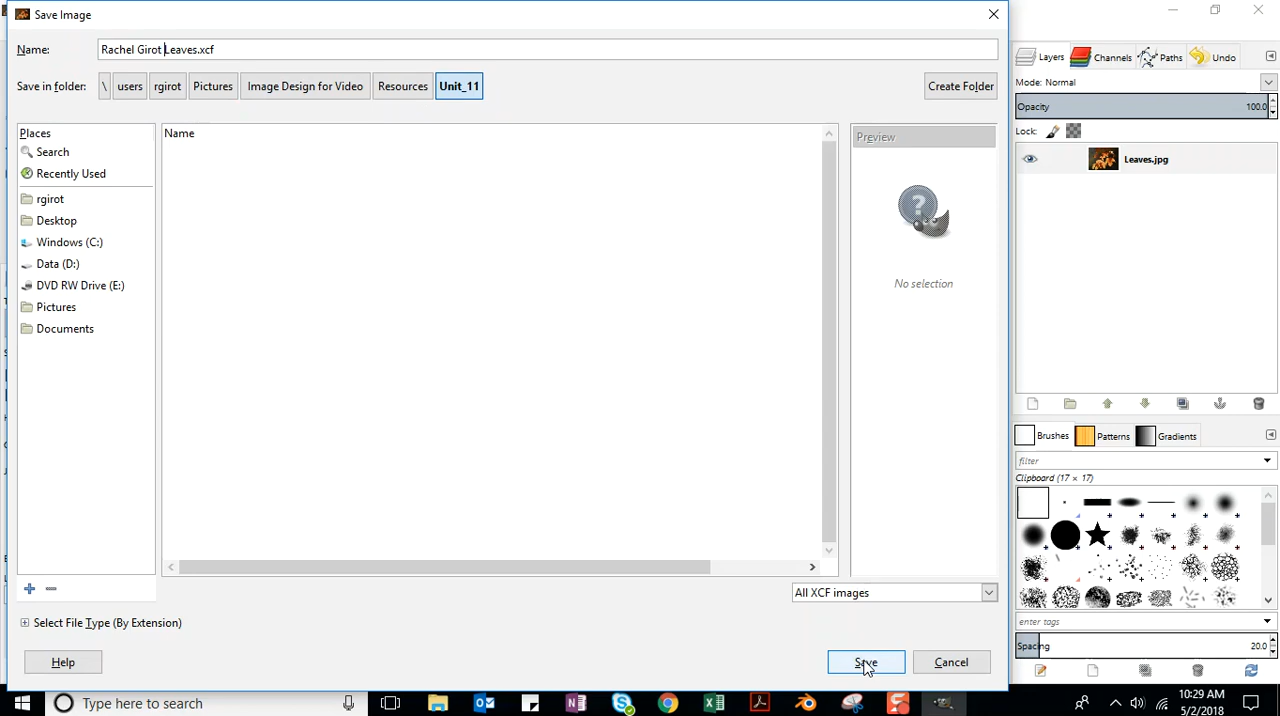 Save Image
Name: Rachel Girot Leaves.xcf
Save in folder: \ users rgirot Pictures Image Design for Video Resources Unit_11 Create Folder
Places
Search
Recently Used
rgirot
Desktop
Windows (C:)
Data (D:)
DVD RW Drive (E:)
Pictures
Documents
Name
Preview
No selection
All XCF images
Select File Type (By Extension)
Help
Save
Cancel
Layers Channels Paths Undo
Mode: Normal
Opacity 100.0
Lock:
Leaves.jpg
Brushes Patterns Gradients
filter
Clipboard (17 × 17)
enter tags
Spacing 20.0
Type here to search
10:29 AM
5/2/2018